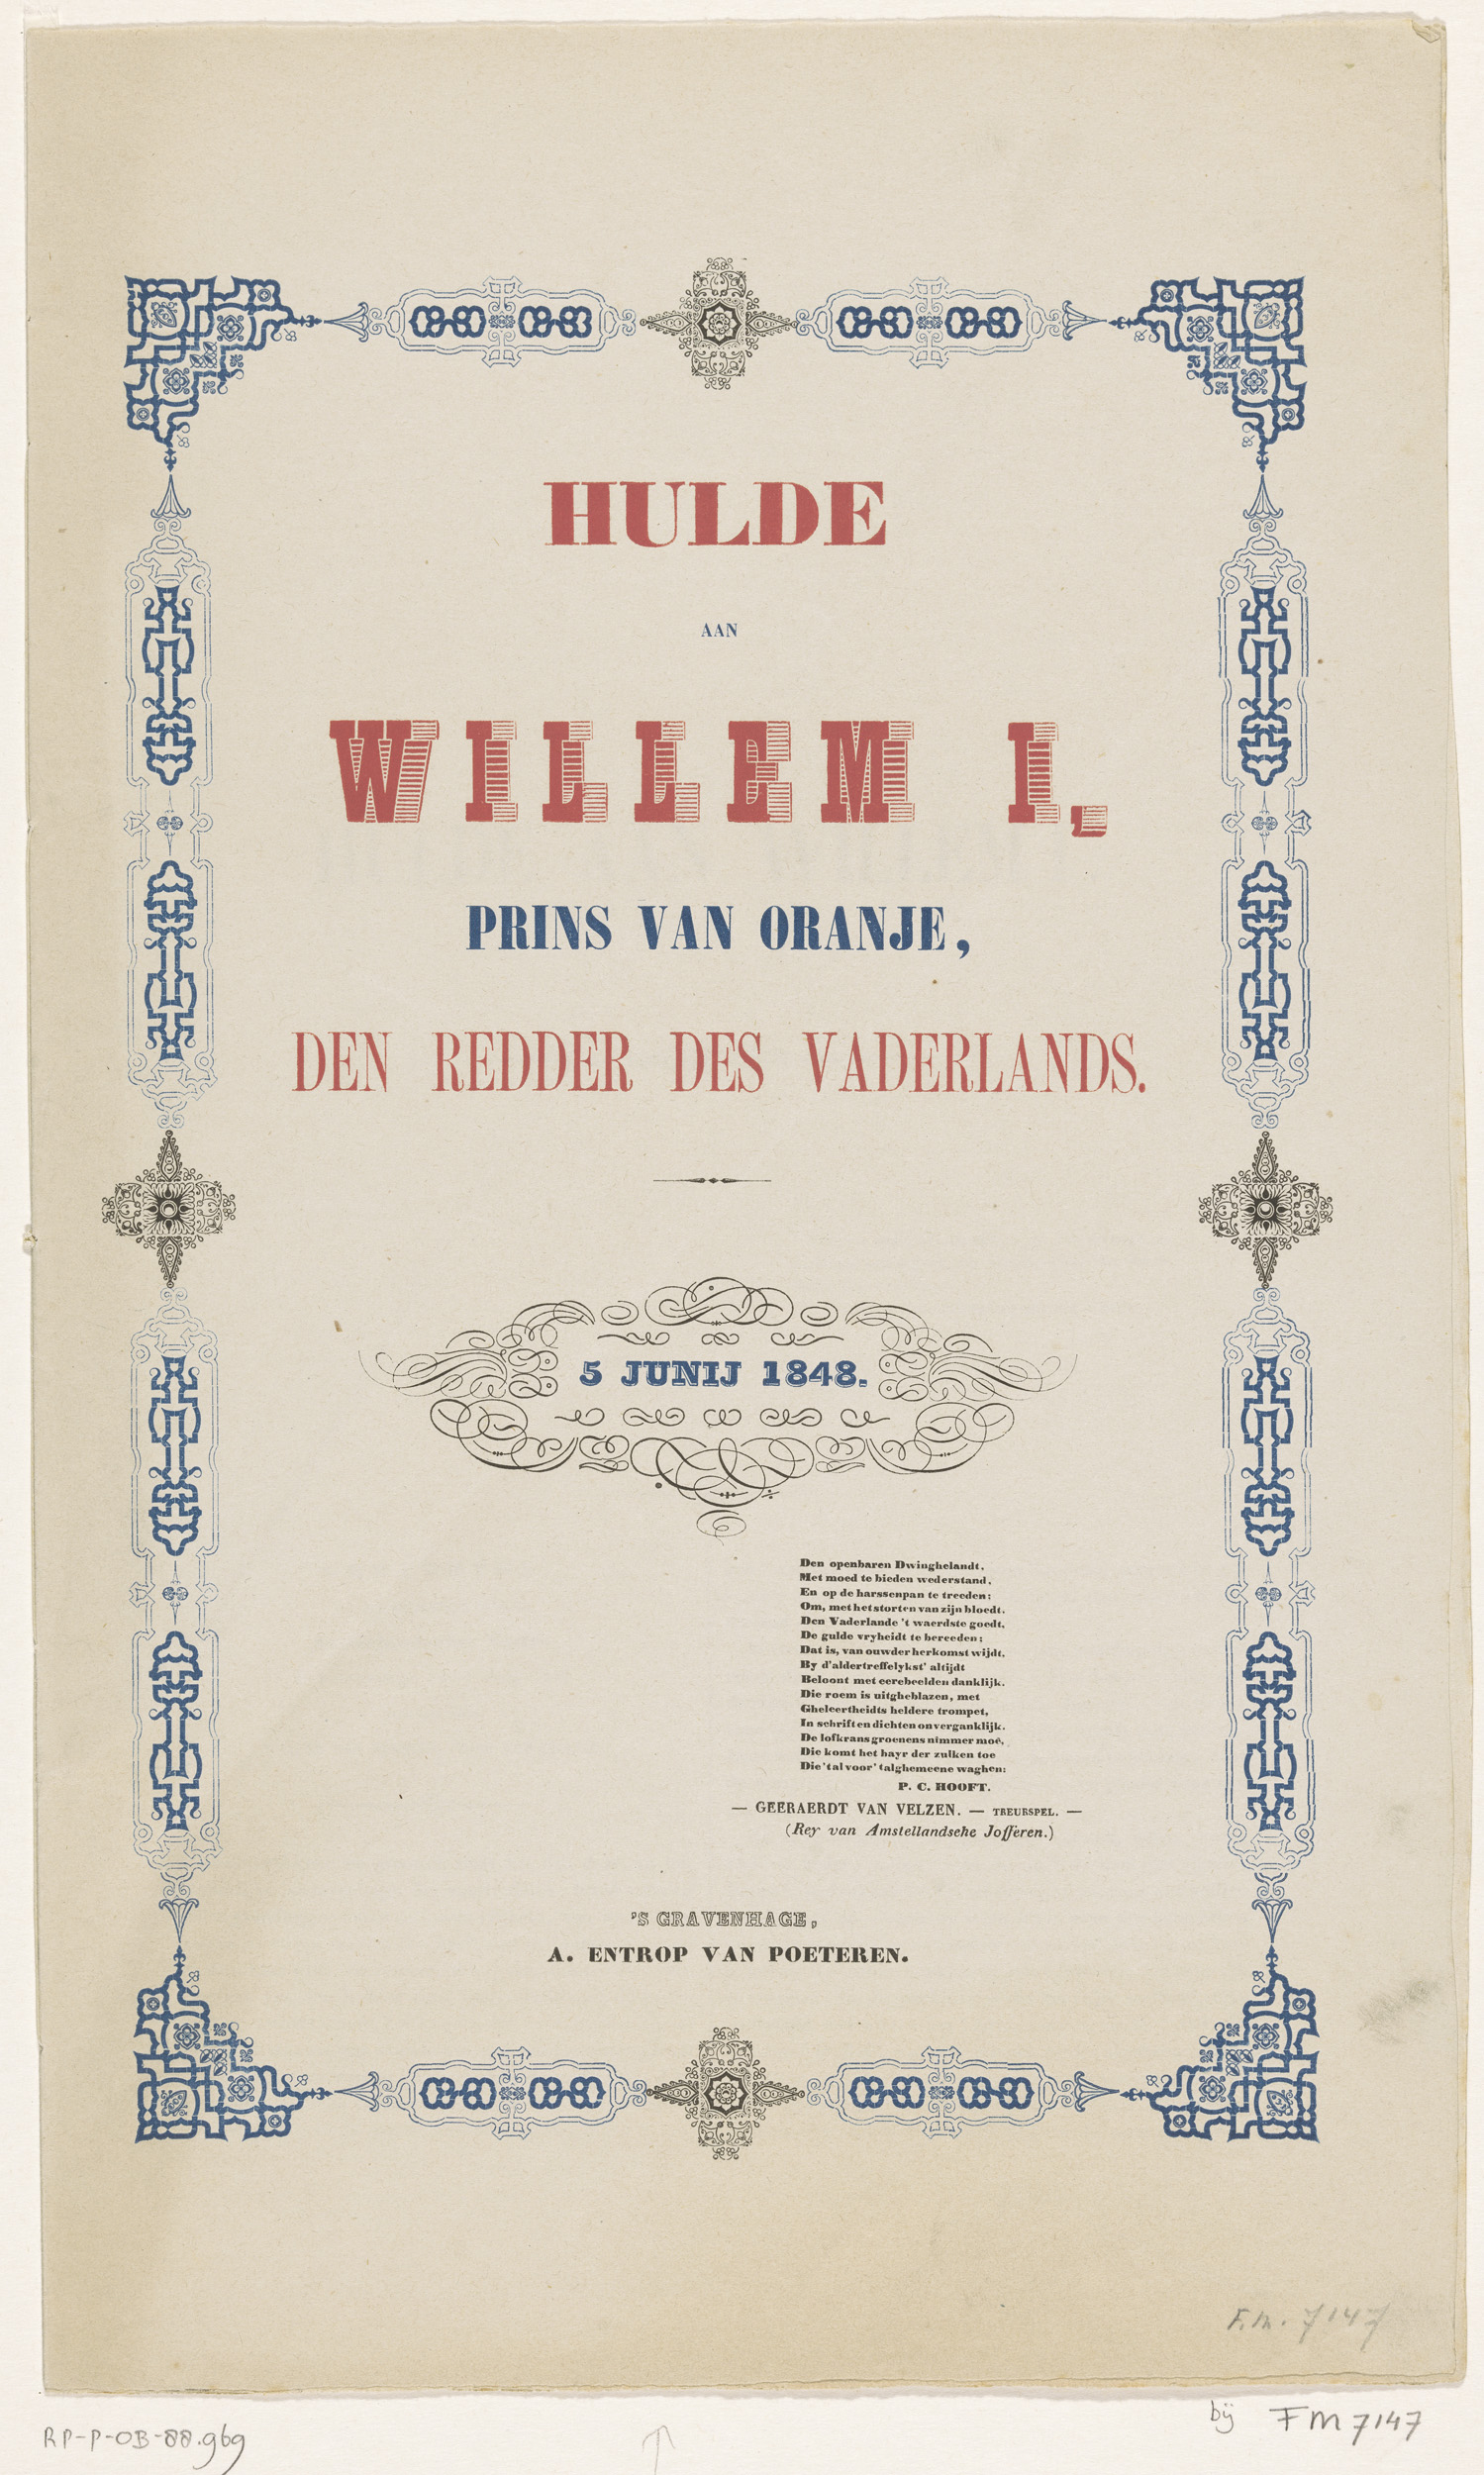 HULDE
AAN
WILLEM I,
PRINS VAN ORANJE,
DEN REDDER DES VADERLANDS.
5 JUNIJ 1848.
Den openbaren Dwinghelandt,
Met moed te bieden wederstand,
En op de harssenpan te treeden:
Om, met het storten van zijn bloedt,
Den Vaderlande 't waerdste goedt,
De gulde vryheidt te bereeden;
Dat is, van ouwder herkomst wijdt,
By d'aldertreffelykst' altijdt
Beloont met eerebeelden danklijk.
Die roem is uitgheblazen, met
Gheleertheidts heldere trompet,
In schrift en dichten onverganklijk.
De lofkrans groenens nimmer moê,
Die komt het hayr der zulken toe
Die 't al voor 't alghemeene waghen:
P. C. HOOFT.
— GEERAERDT VAN VELZEN. — TREURSPEL. —
(Rey van Amstellandsche Jofferen.)
'S GRAVENHAGE,
A. ENTROP VAN POETEREN.
F.M. 7147
RP-P-OB-88.969
bij FM 7147